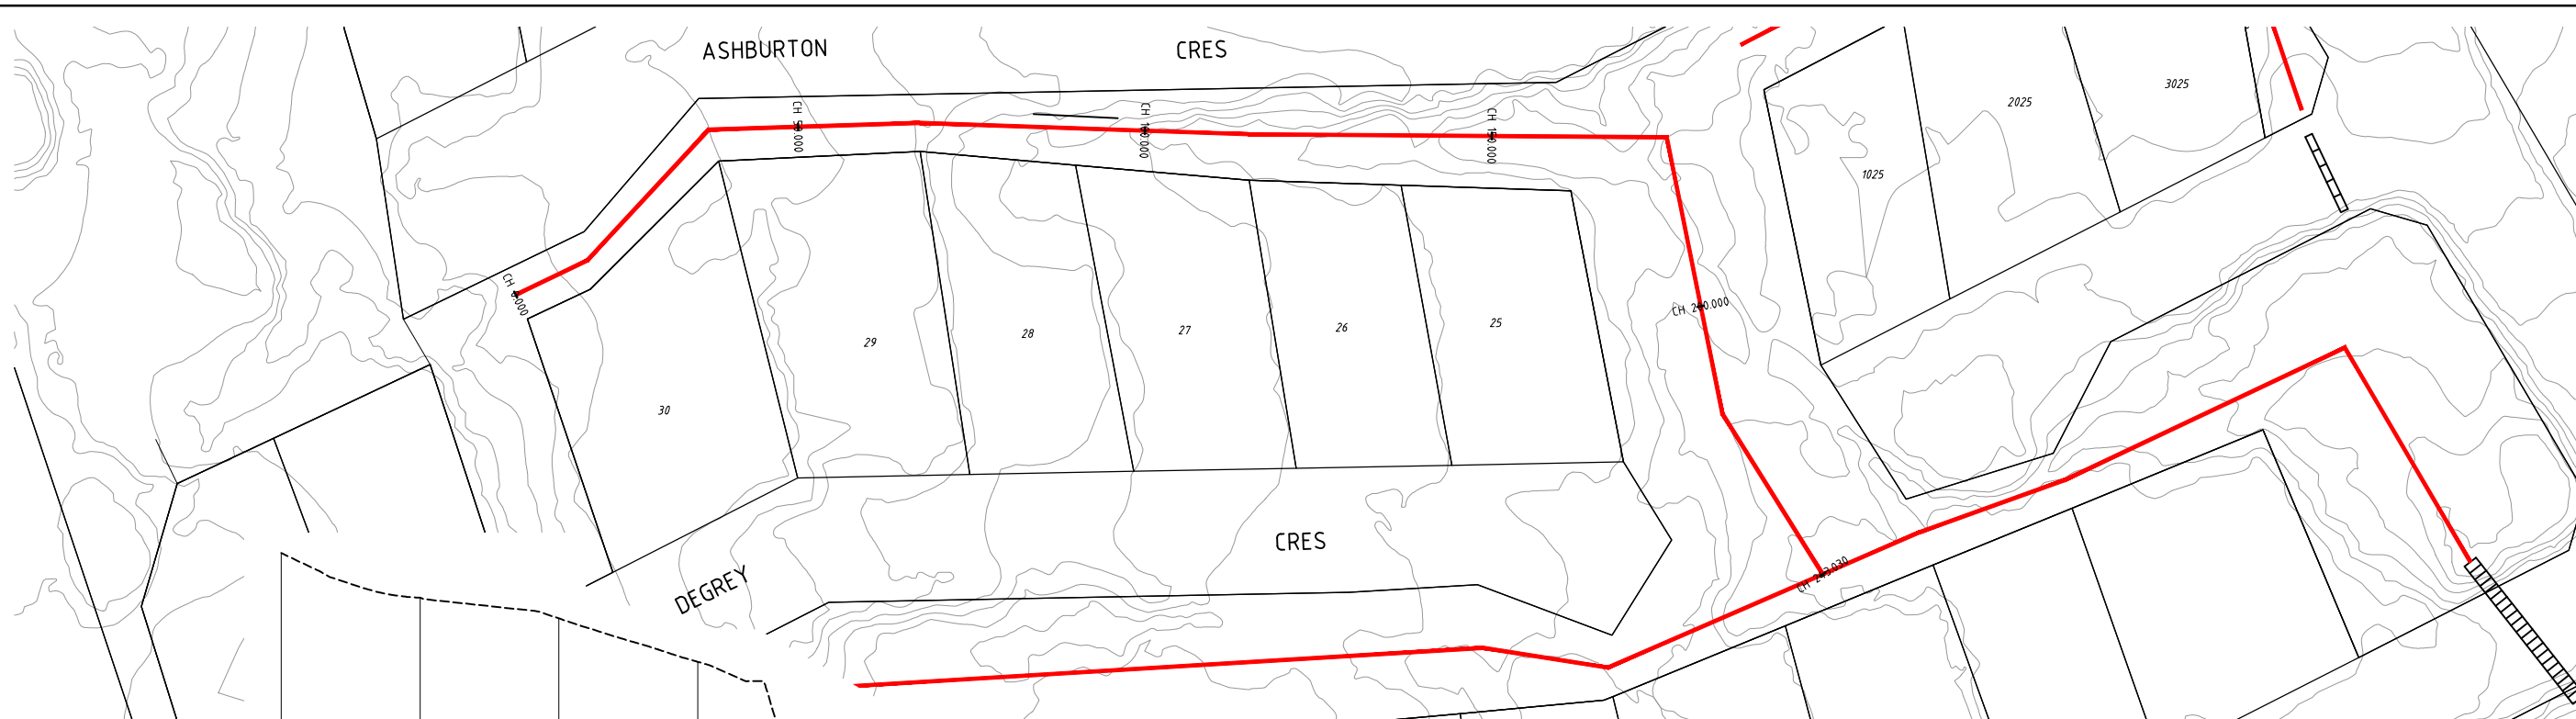 ASHBURTON CRES
3025
2025
CH 50.000
CH 100.000
CH 150.000
1025
CH 0.000
CH 200.000
25
26
27
28
29
30
CRES
DEGREY
CH 243.030